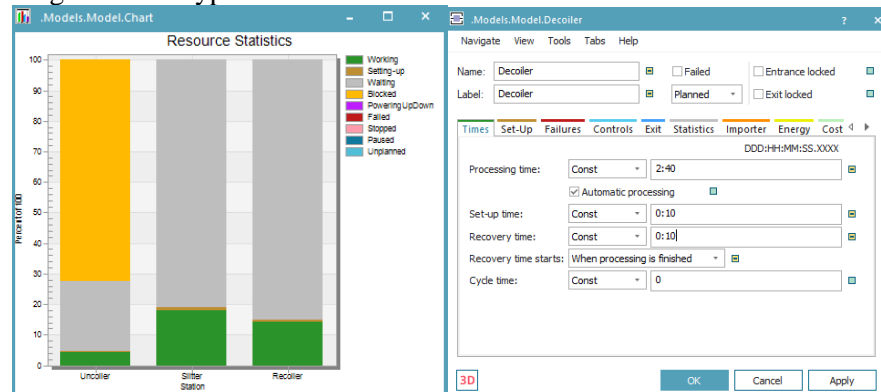 .Models.Model.Chart
Resource Statistics
Working
Setting-up
Waiting
Blocked
PoweringUpDown
Failed
Stopped
Paused
Unplanned
100
90
80
70
60
50
40
30
20
10
0
Percent of 100
Uncoiler Slitter Recoiler
Station
.Models.Model.Decoiler
Navigate View Tools Tabs Help
Name: Decoiler Failed Entrance locked
Label: Decoiler Planned Exit locked
Times Set-Up Failures Controls Exit Statistics Importer Energy Cost
DDD:HH:MM:SS.XXXX
Processing time: Const 2:40
Automatic processing
Set-up time: Const 0:10
Recovery time: Const 0:10
Recovery time starts: When processing is finished
Cycle time: Const 0
3D OK Cancel Apply